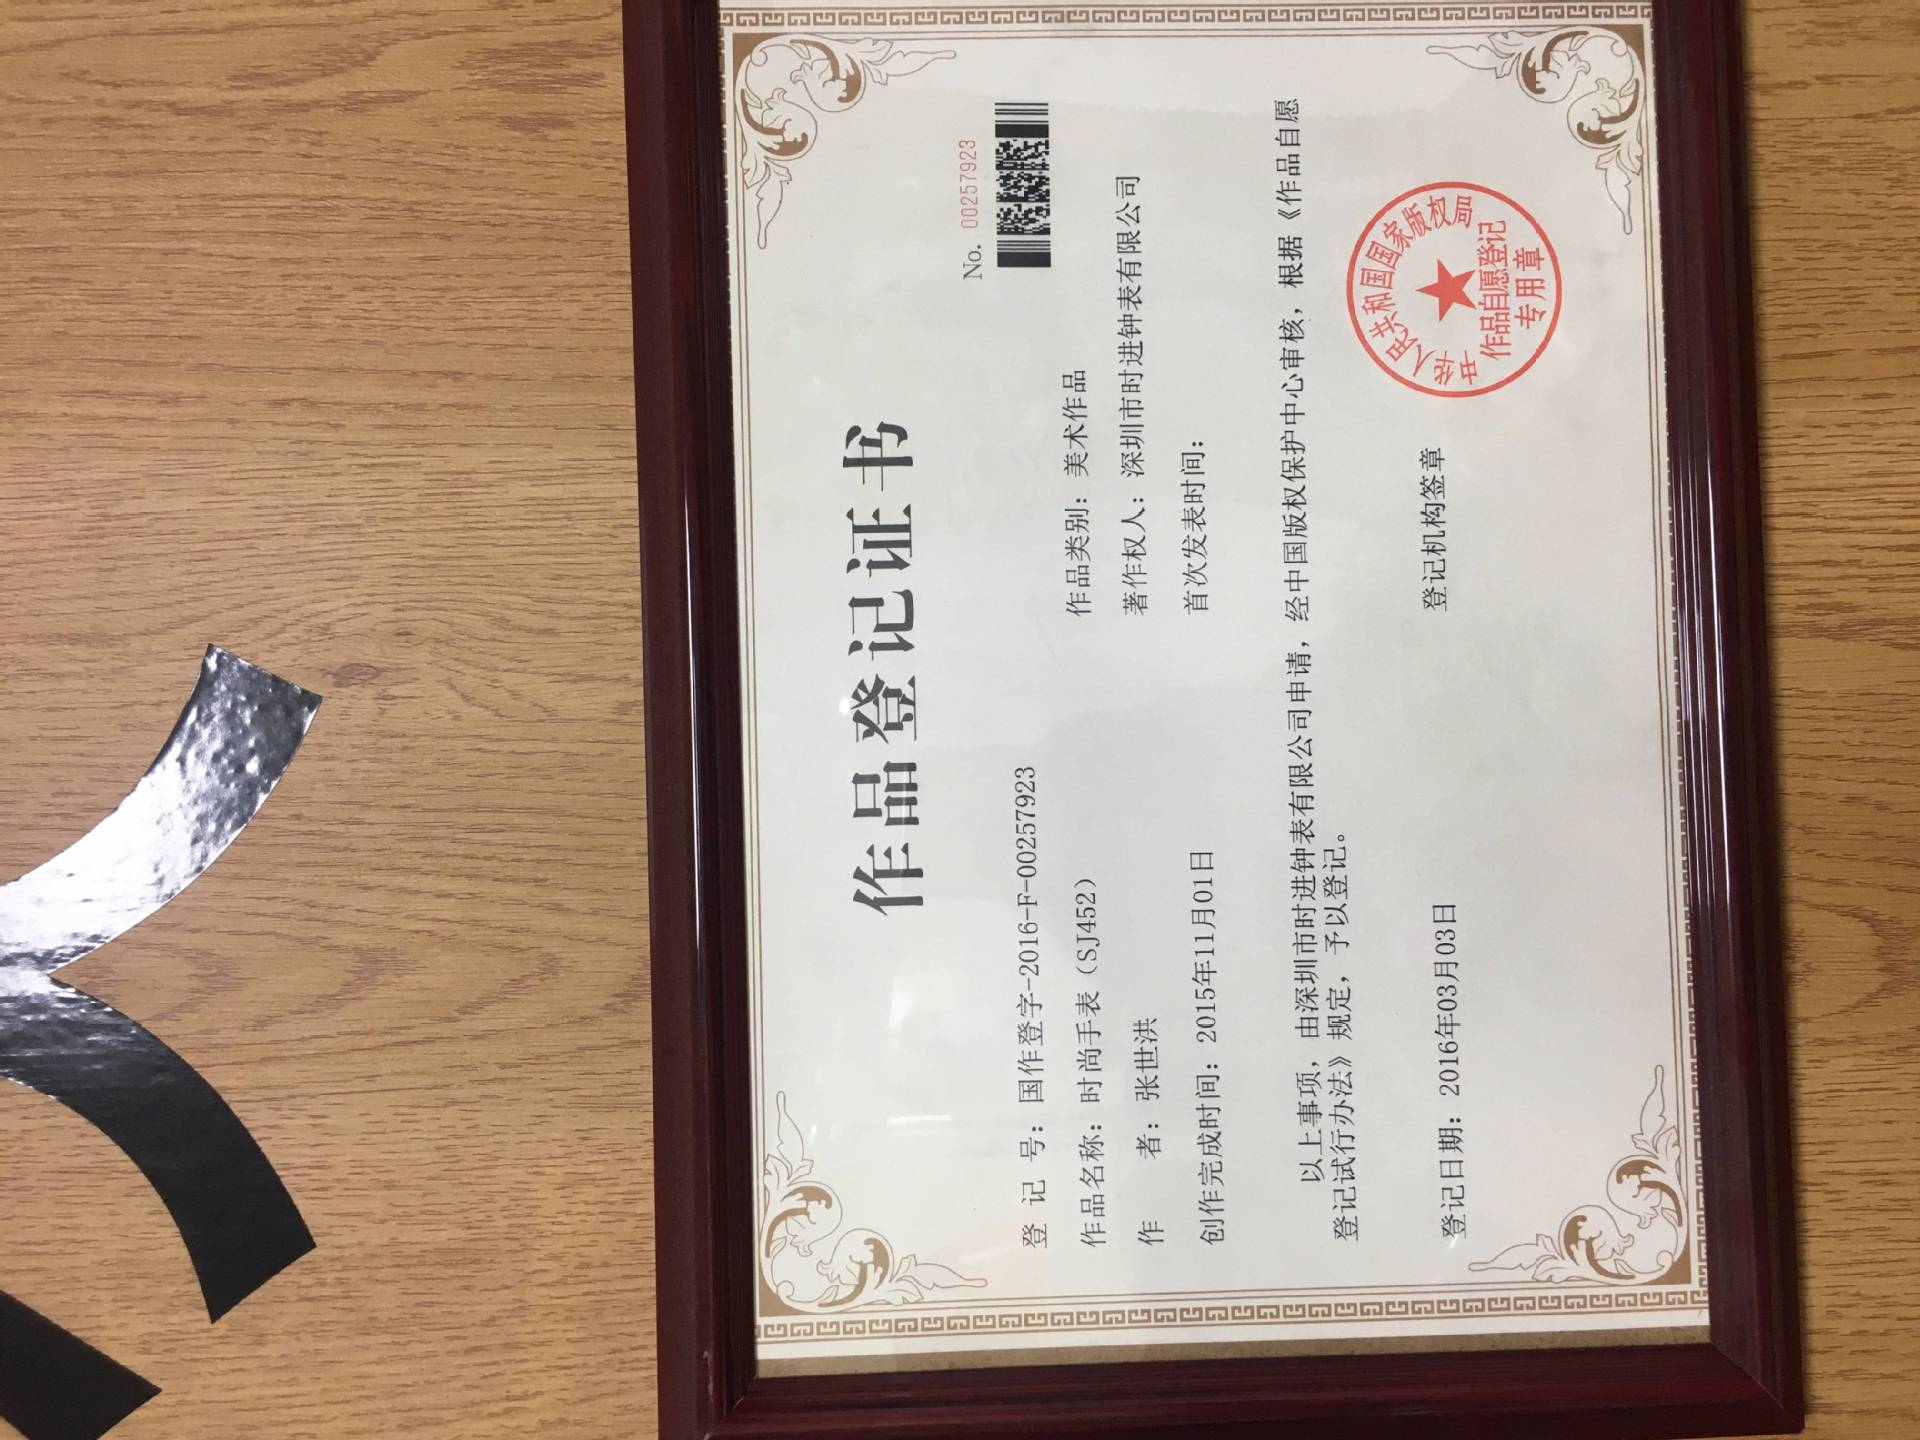 作品登记证书
No. 00257923
登 记 号：国作登字-2016-F-00257923
作品类别：美术作品
作品名称：时尚手表（SJ452）
著作权人：深圳市时进钟表有限公司
作 者：张世洪
首次发表时间：
创作完成时间：2015年11月01日
以上事项，由深圳市时进钟表有限公司申请，经中国版权保护中心审核，根据《作品自愿
登记试行办法》规定，予以登记。
登记日期：2016年03月03日
登记机构签章
中华人民共和国国家版权局
作品自愿登记
专用章